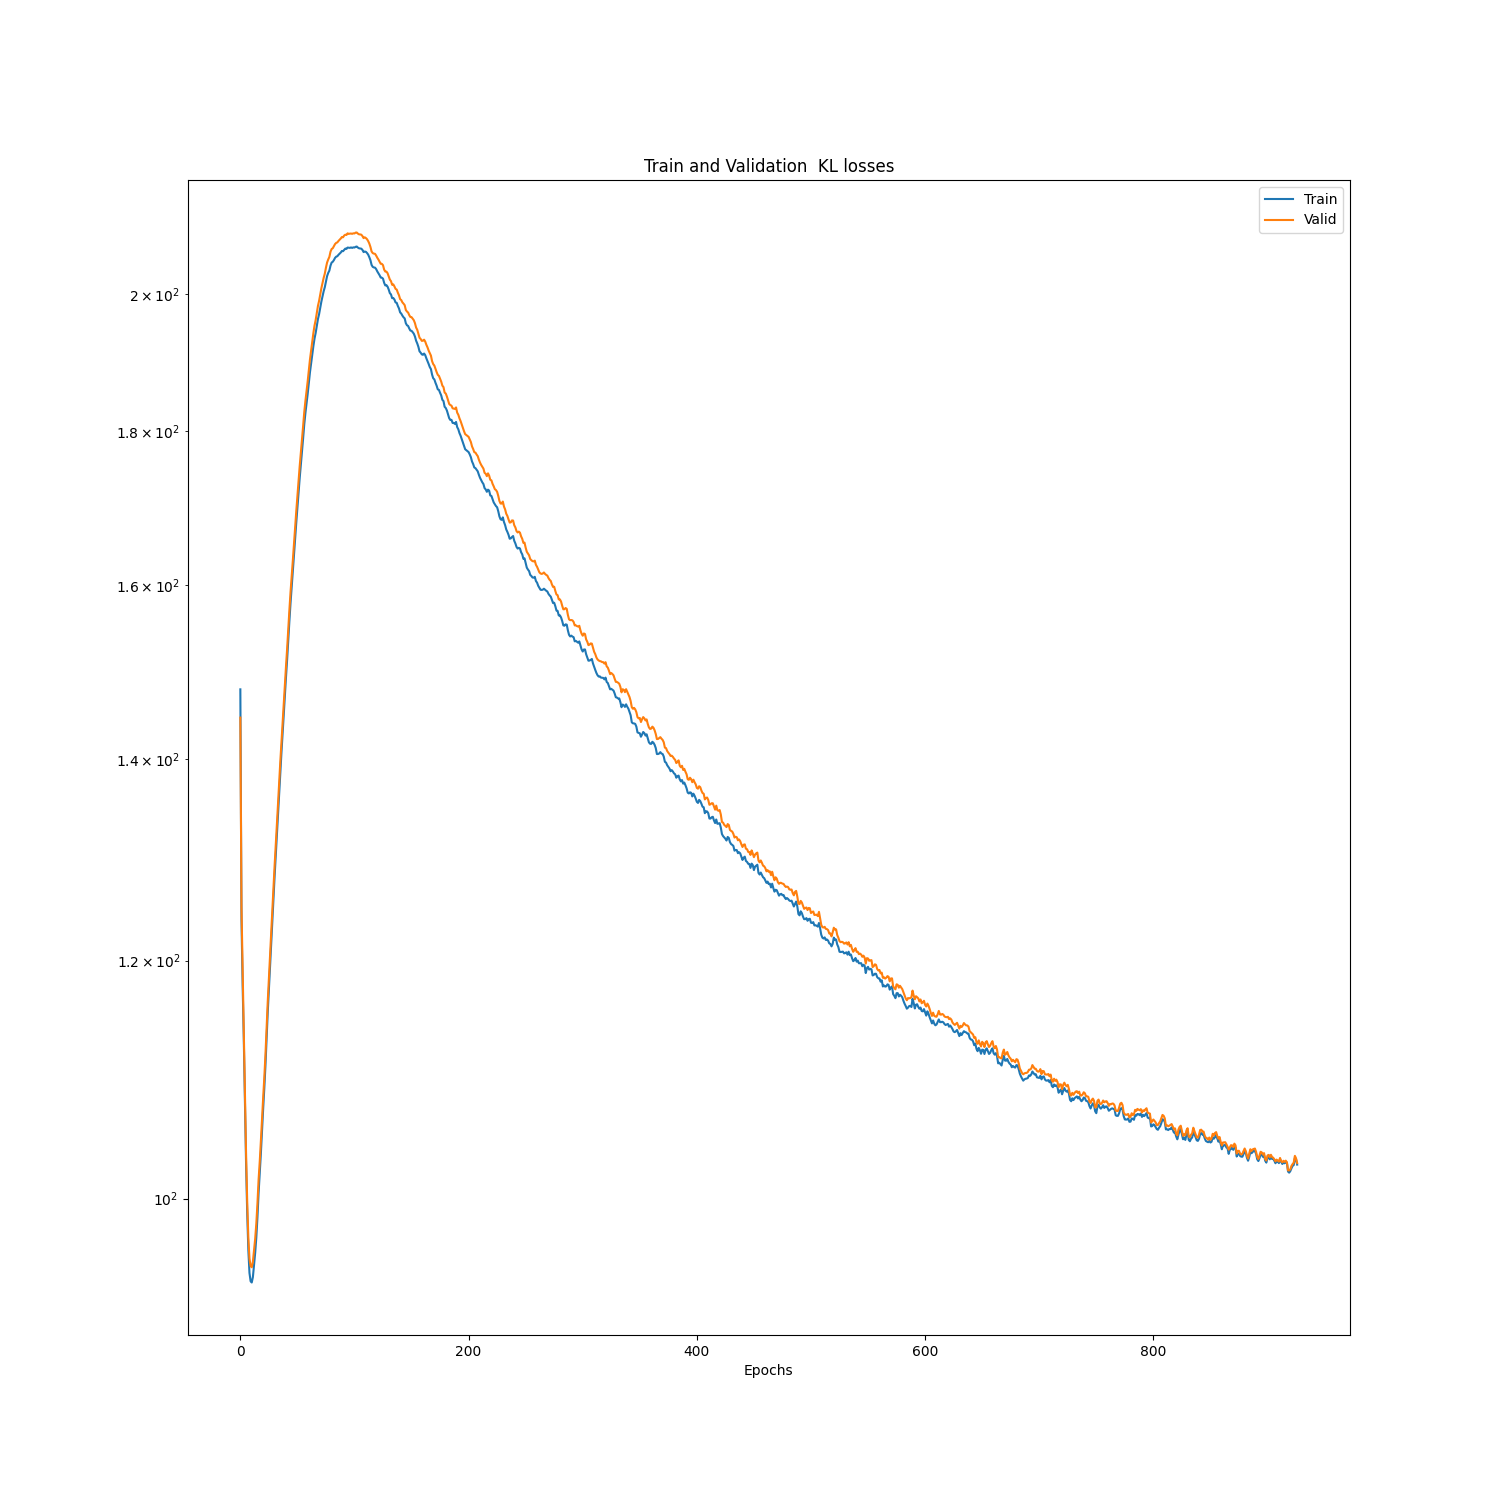 Train and Validation  KL losses
Train
Valid
2 × 10²
1.8 × 10²
1.6 × 10²
1.4 × 10²
1.2 × 10²
10²
0 200 400 600 800
Epochs